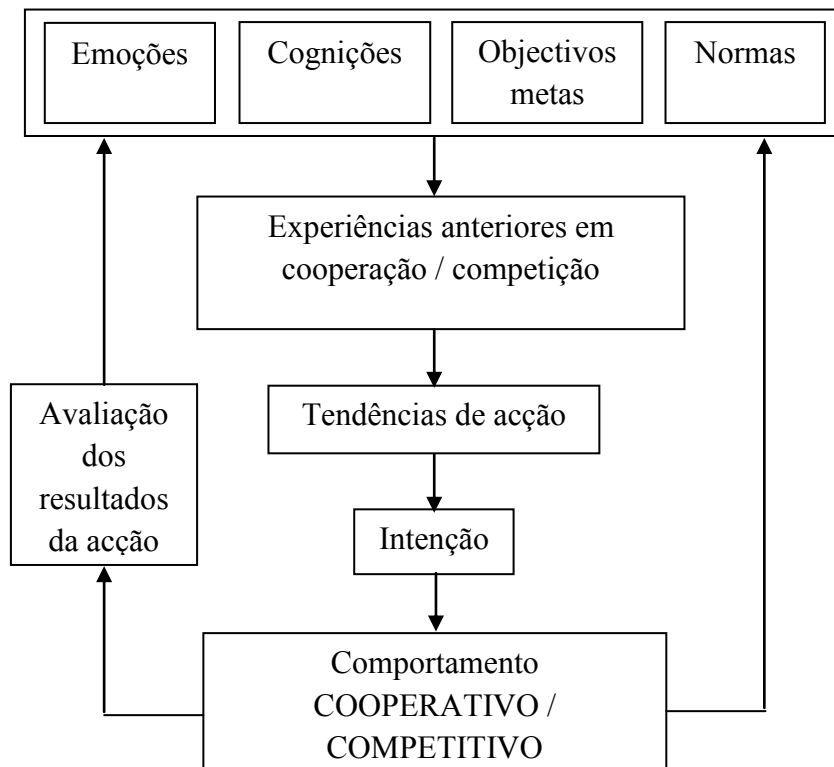 Emoções
Cognições
Objectivos
metas
Normas
Experiências anteriores em
cooperação / competição
Avaliação
dos
resultados
da acção
Tendências de acção
Intenção
Comportamento
COOPERATIVO /
COMPETITIVO